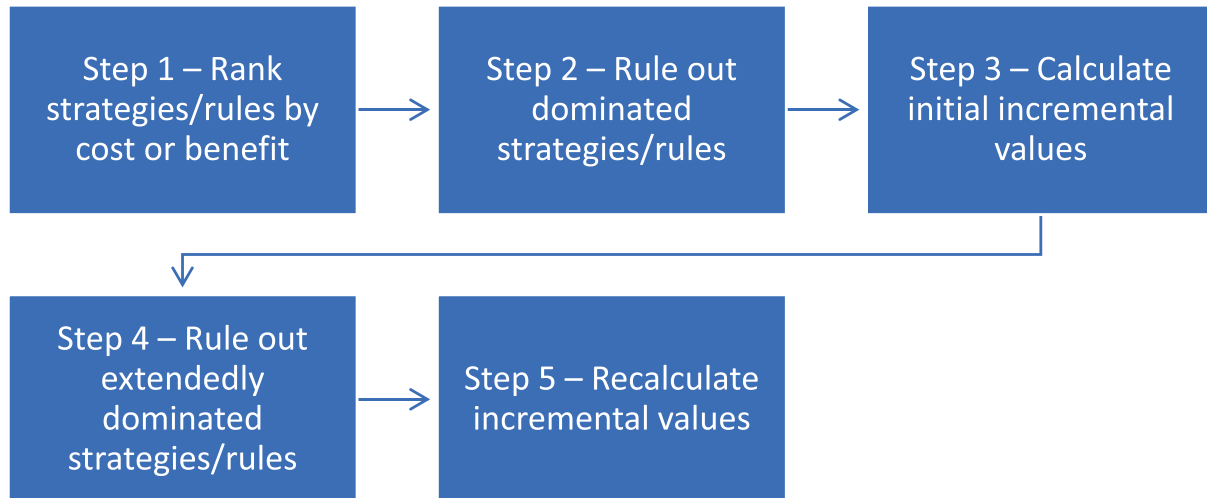 Step 1 – Rank
strategies/rules by
cost or benefit
Step 2 – Rule out
dominated
strategies/rules
Step 3 – Calculate
initial incremental
values
Step 4 – Rule out
extendedly
dominated
strategies/rules
Step 5 – Recalculate
incremental values